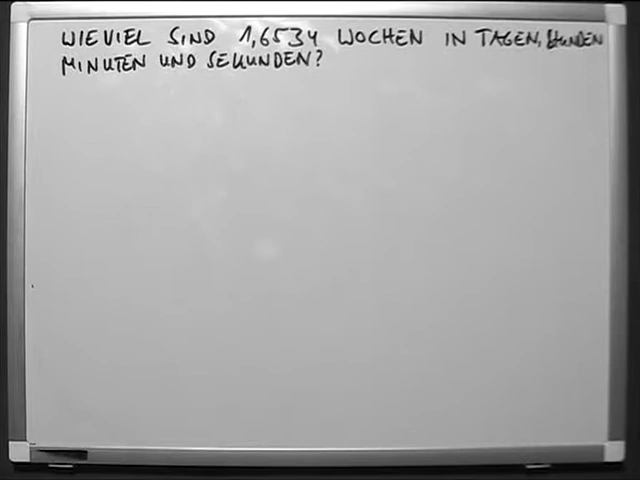 WIEVIEL SIND 1,6534 WOCHEN IN TAGEN, STUNDEN
MINUTEN UND SEKUNDEN?